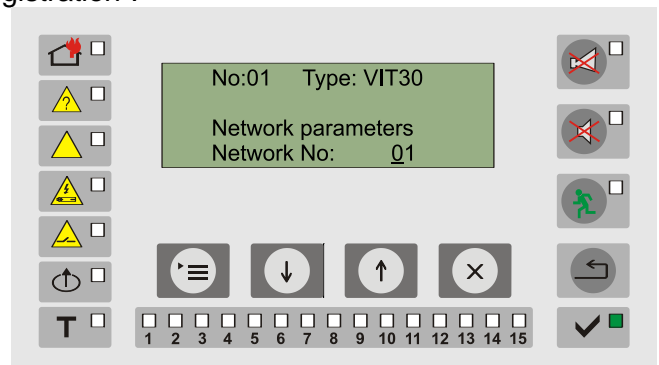 gistration".
No:01 Type: VIT30
Network parameters
Network No: 01
?
T
1 2 3 4 5 6 7 8 9 10 11 12 13 14 15